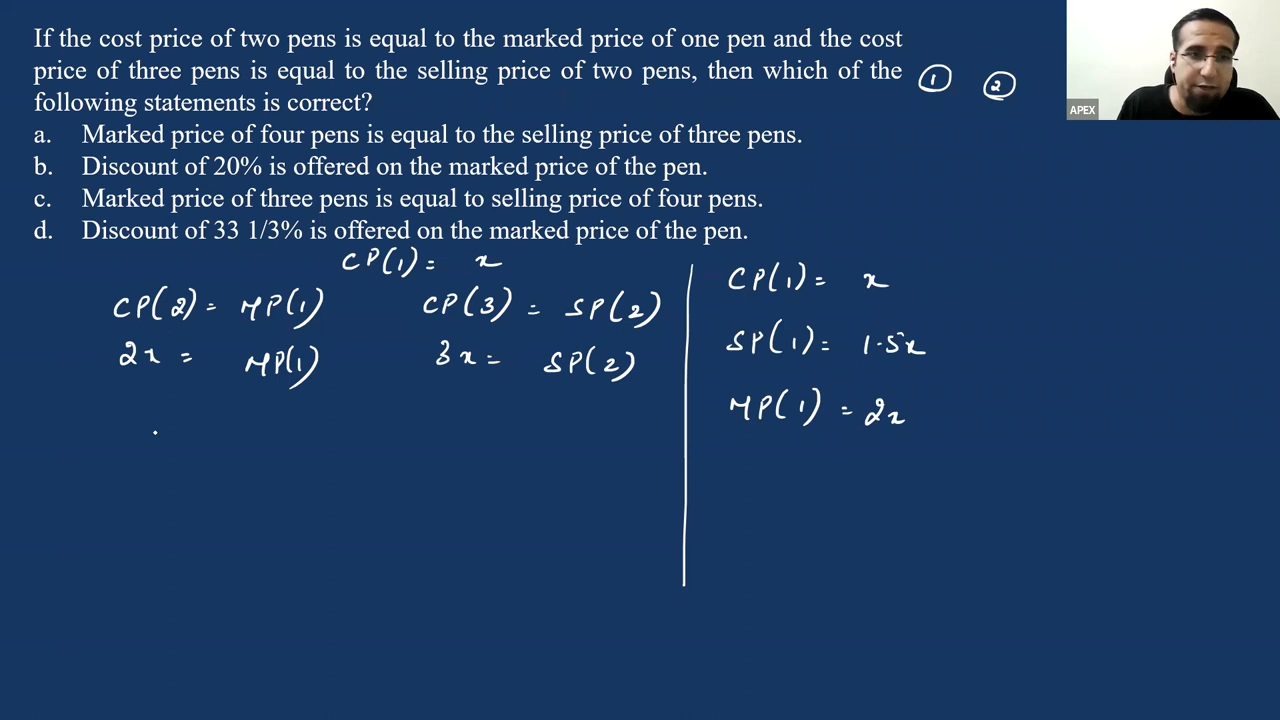 If the cost price of two pens is equal to the marked price of one pen and the cost
price of three pens is equal to the selling price of two pens, then which of the
following statements is correct?
① ②
a. Marked price of four pens is equal to the selling price of three pens.
b. Discount of 20% is offered on the marked price of the pen.
c. Marked price of three pens is equal to selling price of four pens.
d. Discount of 33 1/3% is offered on the marked price of the pen.
APEX
CP(1) = x
CP(2) = MP(1)
2x = MP(1)
CP(3) = SP(2)
3x = SP(2)
CP(1) = x
SP(1) = 1.5x
MP(1) = 2x